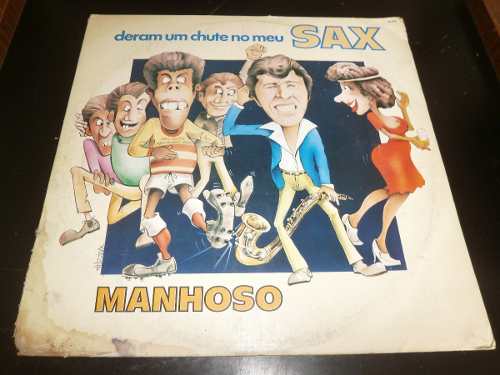 deram um chute no meu SAX
MANHOSO